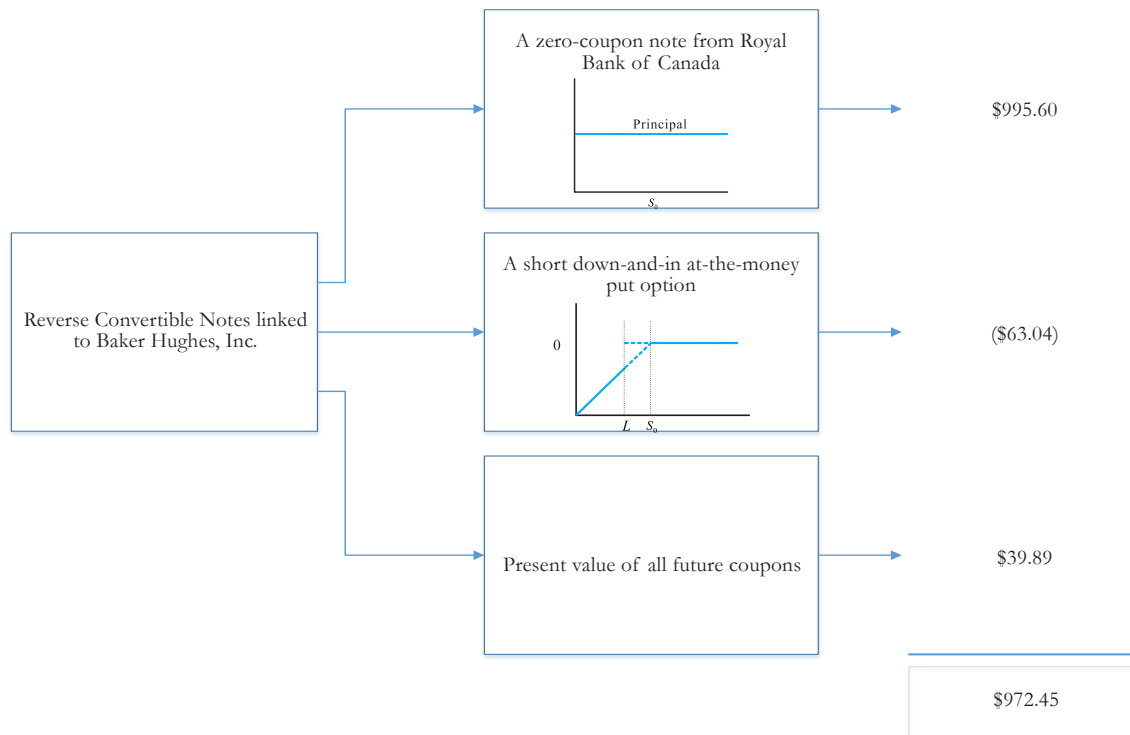 A zero-coupon note from Royal
Bank of Canada
Principal
S₀
$995.60
Reverse Convertible Notes linked
to Baker Hughes, Inc.
A short down-and-in at-the-money
put option
0
L S₀
($63.04)
Present value of all future coupons
$39.89
$972.45